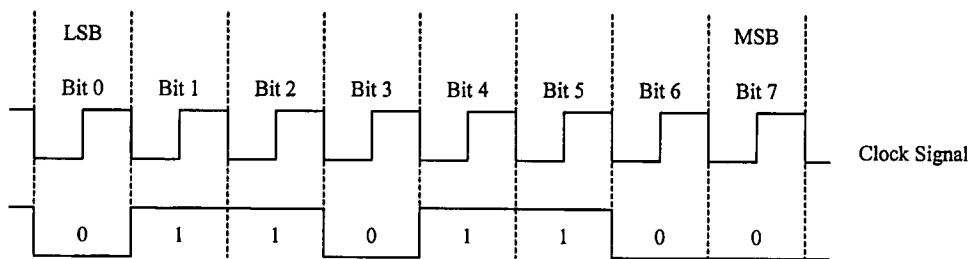 LSB MSB
Bit 0 Bit 1 Bit 2 Bit 3 Bit 4 Bit 5 Bit 6 Bit 7
Clock Signal
0 1 1 0 1 1 0 0